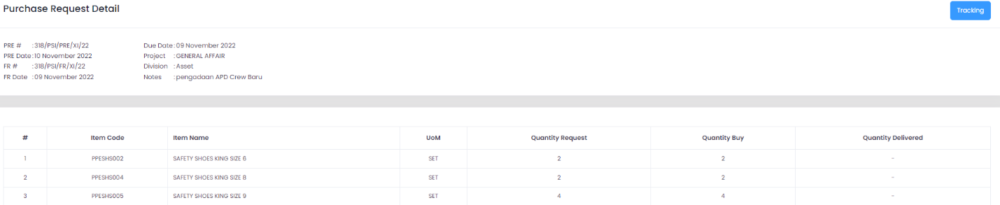 Purchase Request Detail
Tracking
PRE # : 318/PSI/PRE/XI/22 Due Date : 09 November 2022
PRE Date : 10 November 2022 Project : GENERAL AFFAIR
FR # : 318/PSI/FR/XI/22 Division : Asset
FR Date : 09 November 2022 Notes : pengadaan APD Crew Baru
# Item Code Item Name UoM Quantity Request Quantity Buy Quantity Delivered
1 PPESHS002 SAFETY SHOES KING SIZE 6 SET 2 2 -
2 PPESHS004 SAFETY SHOES KING SIZE 8 SET 2 2 -
3 PPESHS005 SAFETY SHOES KING SIZE 9 SET 4 4 -